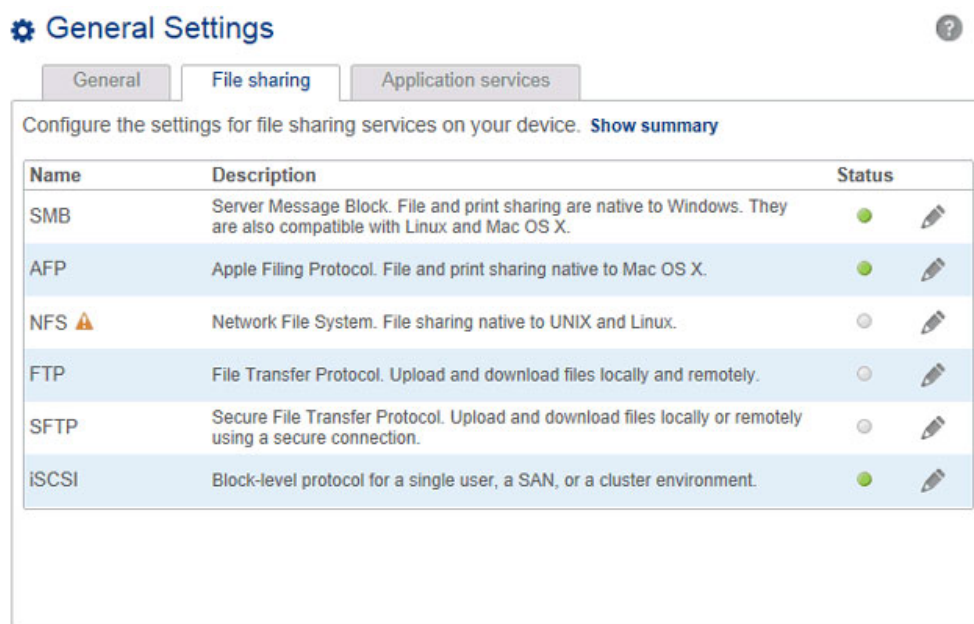 General Settings
General File sharing Application services
Configure the settings for file sharing services on your device. Show summary
Name Description Status
SMB Server Message Block. File and print sharing are native to Windows. They
are also compatible with Linux and Mac OS X.
AFP Apple Filing Protocol. File and print sharing native to Mac OS X.
NFS Network File System. File sharing native to UNIX and Linux.
FTP File Transfer Protocol. Upload and download files locally and remotely.
SFTP Secure File Transfer Protocol. Upload and download files locally or remotely
using a secure connection.
iSCSI Block-level protocol for a single user, a SAN, or a cluster environment.